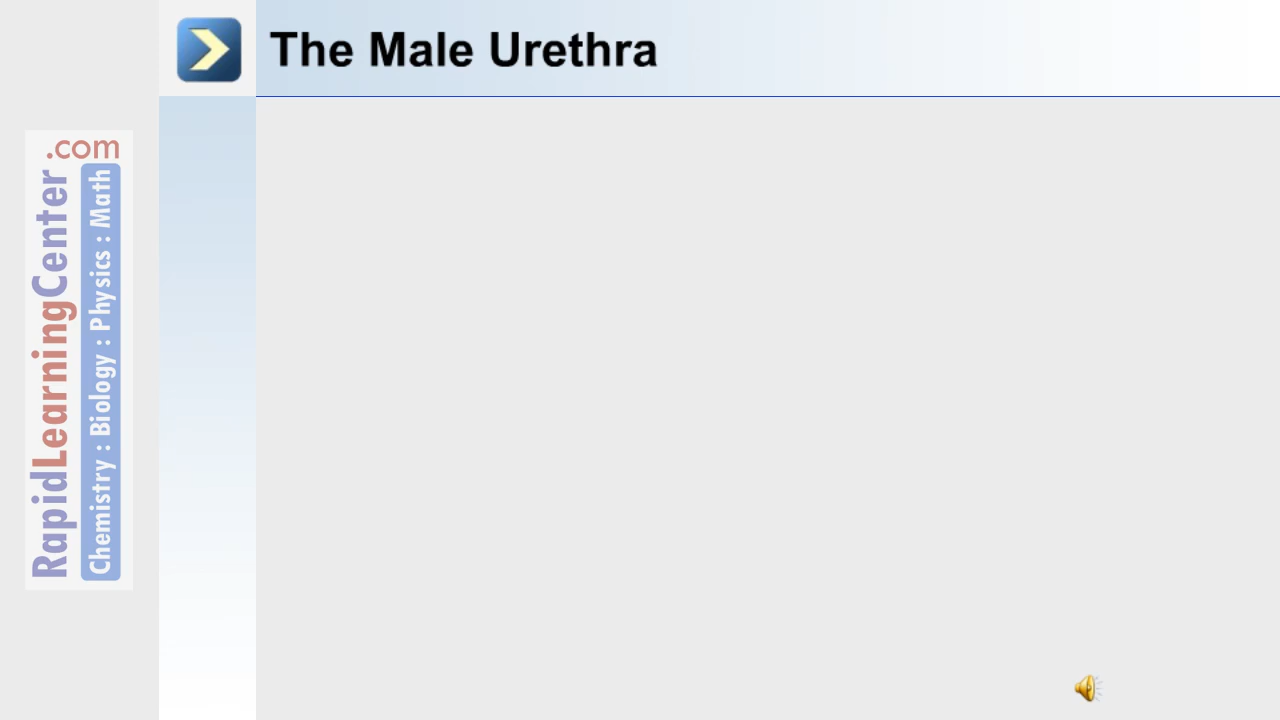 The Male Urethra
RapidLearningCenter
.com
Chemistry : Biology : Physics : Math